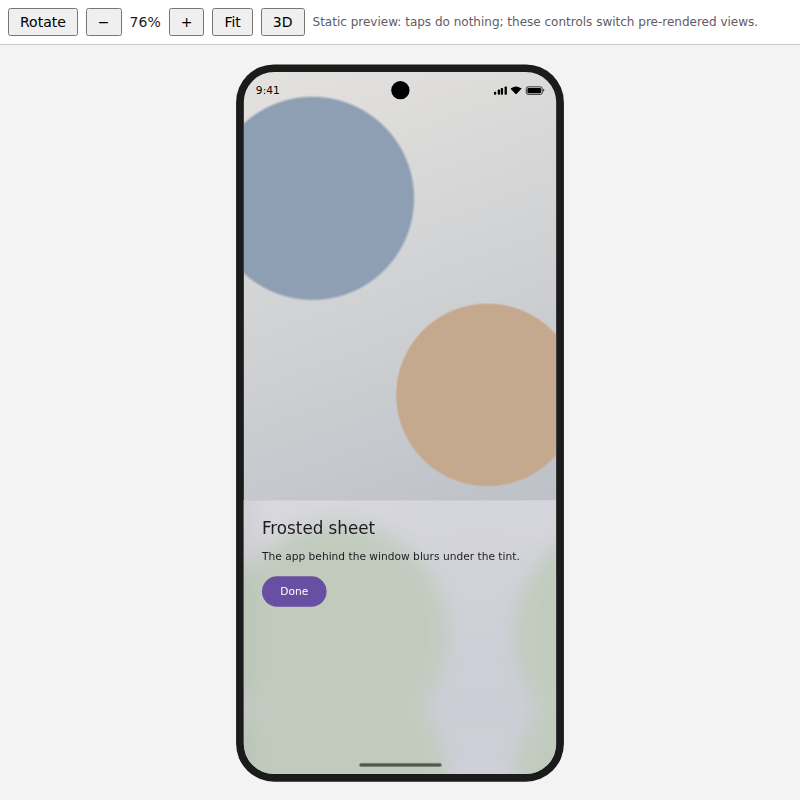 Rotate − 76% + Fit 3D Static preview: taps do nothing; these controls switch pre-rendered views.
9:41
Frosted sheet
The app behind the window blurs under the tint.
Done